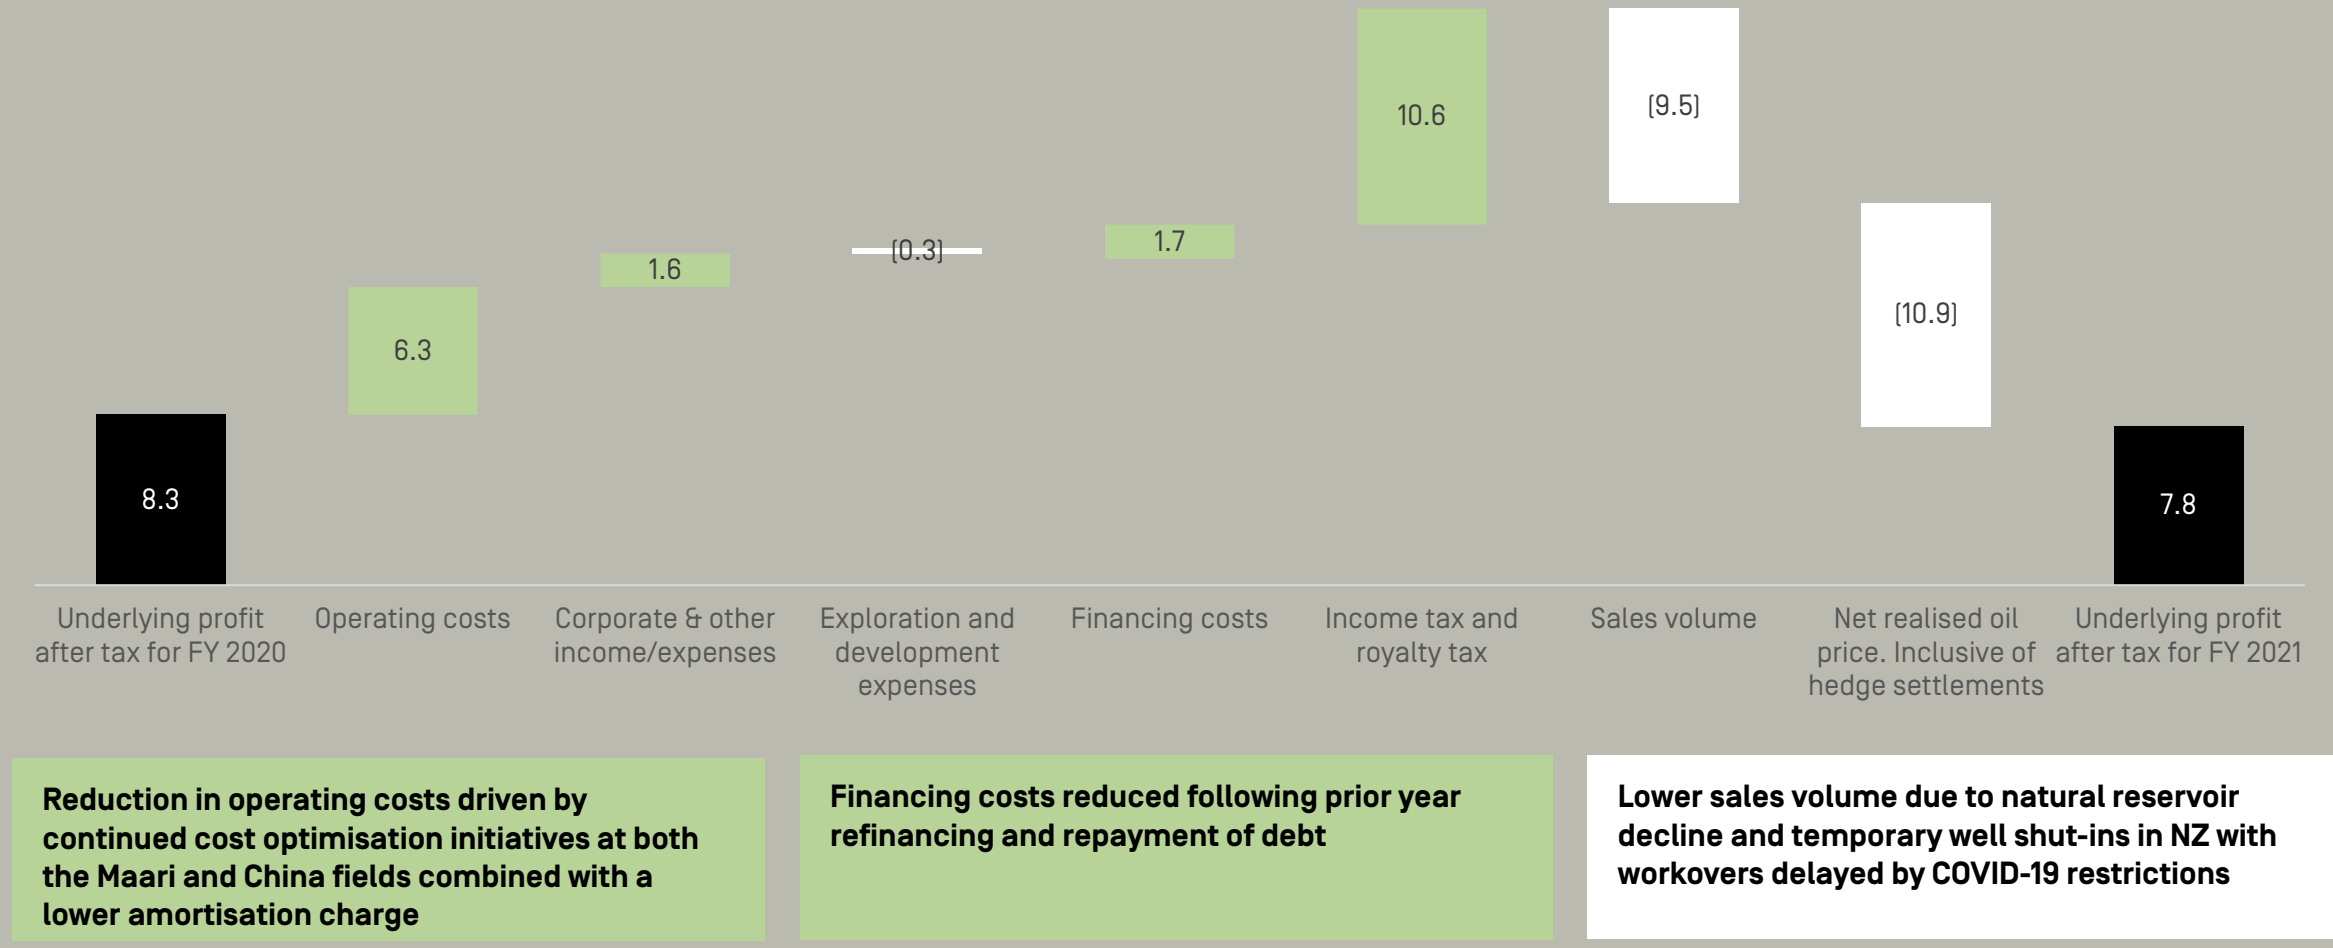 10.6
(9.5)
(0.3)
1.7
1.6
(10.9)
6.3
8.3
7.8
Underlying profit
after tax for FY 2020
Operating costs
Corporate & other
income/expenses
Exploration and
development
expenses
Financing costs
Income tax and
royalty tax
Sales volume
Net realised oil
price. Inclusive of
hedge settlements
Underlying profit
after tax for FY 2021
Reduction in operating costs driven by
continued cost optimisation initiatives at both
the Maari and China fields combined with a
lower amortisation charge
Financing costs reduced following prior year
refinancing and repayment of debt
Lower sales volume due to natural reservoir
decline and temporary well shut-ins in NZ with
workovers delayed by COVID-19 restrictions